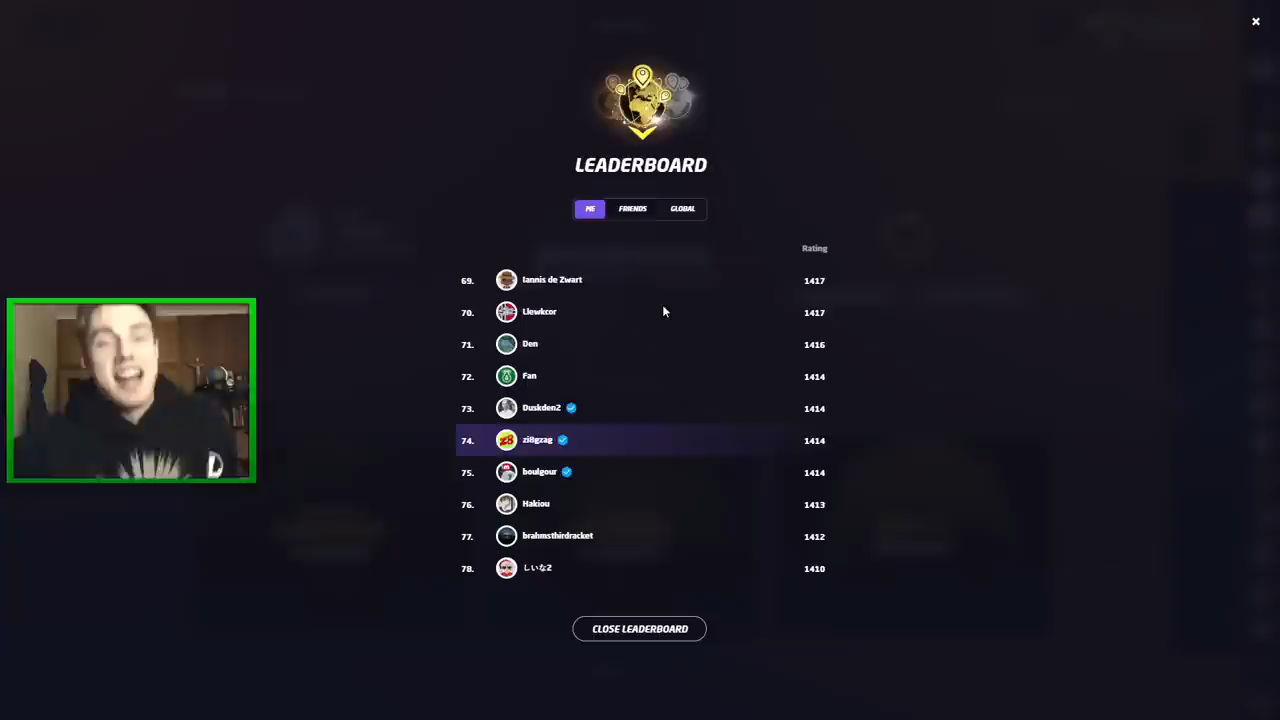 ×
LEADERBOARD
ME FRIENDS GLOBAL
Rating
69. Iannis de Zwart 1417
70. Llewkcor 1417
71. Den 1416
72. Fan 1414
73. Duskden2 1414
74. z8 zi8gzag 1414
75. boulgour 1414
76. Hakiou 1413
77. brahmsthirdracket 1412
78. しいな2 1410
CLOSE LEADERBOARD